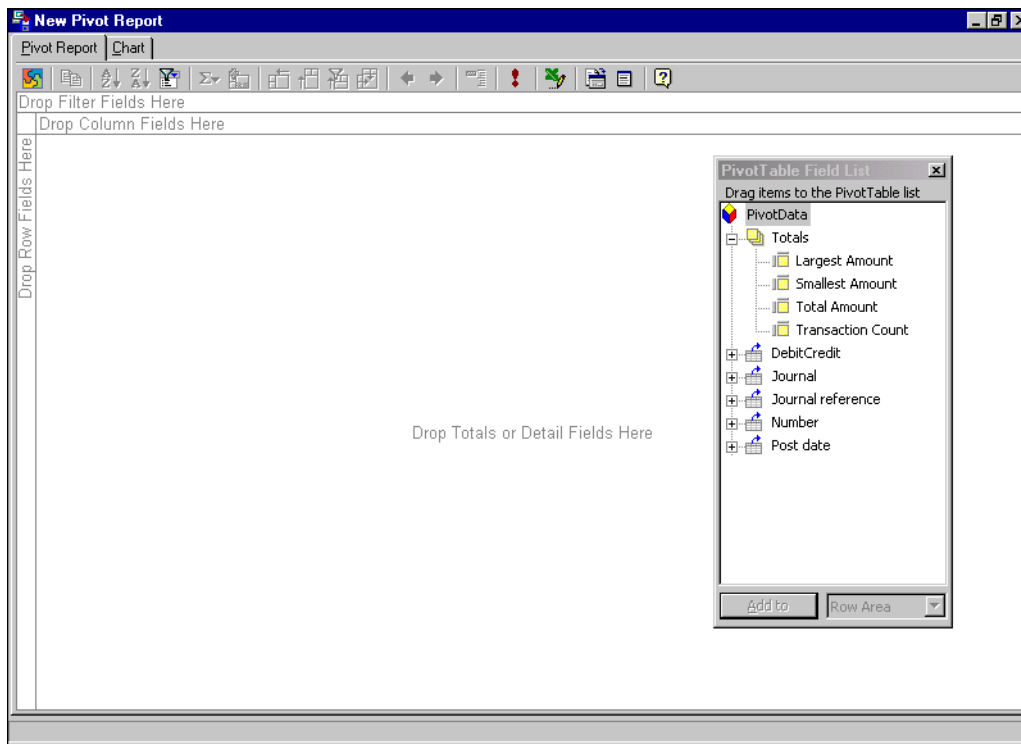 New Pivot Report
Pivot Report Chart
Drop Filter Fields Here
Drop Column Fields Here
Drop Row Fields Here
PivotTable Field List
Drag items to the PivotTable list
PivotData
Totals
Largest Amount
Smallest Amount
Total Amount
Transaction Count
DebitCredit
Journal
Journal reference
Number
Post date
Drop Totals or Detail Fields Here
Add to Row Area